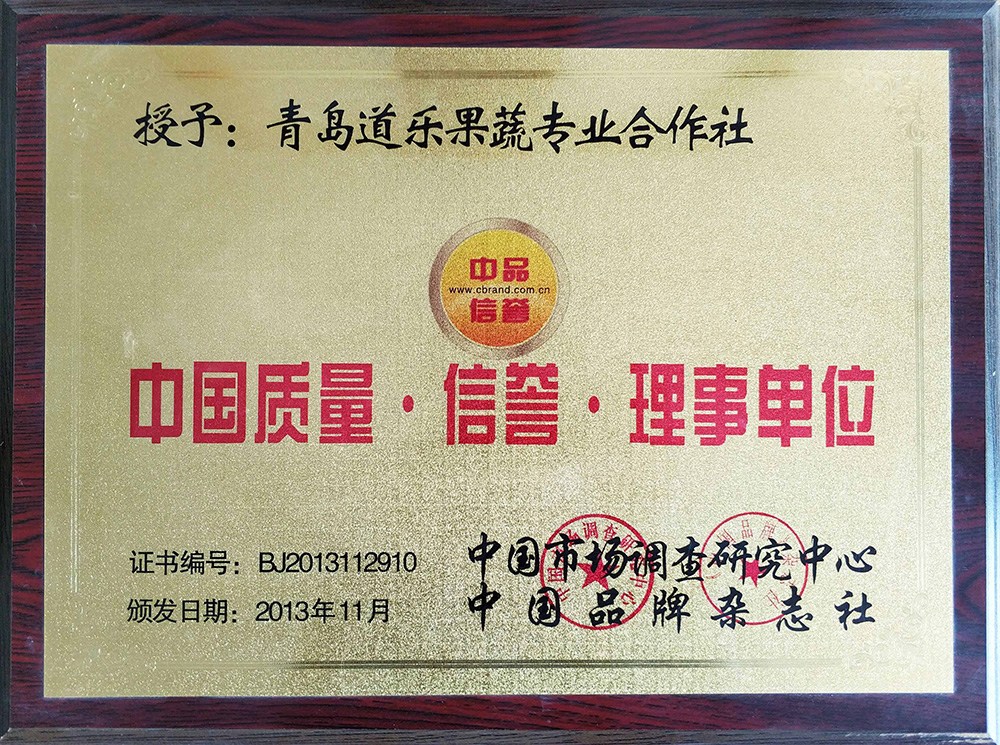 授予：青岛道乐果蔬专业合作社
中品
www.cbrand.com.cn
信誉
中国质量·信誉·理事单位
证书编号：BJ2013112910
颁发日期：2013年11月
中国市场调查研究中心
中国品牌杂志社